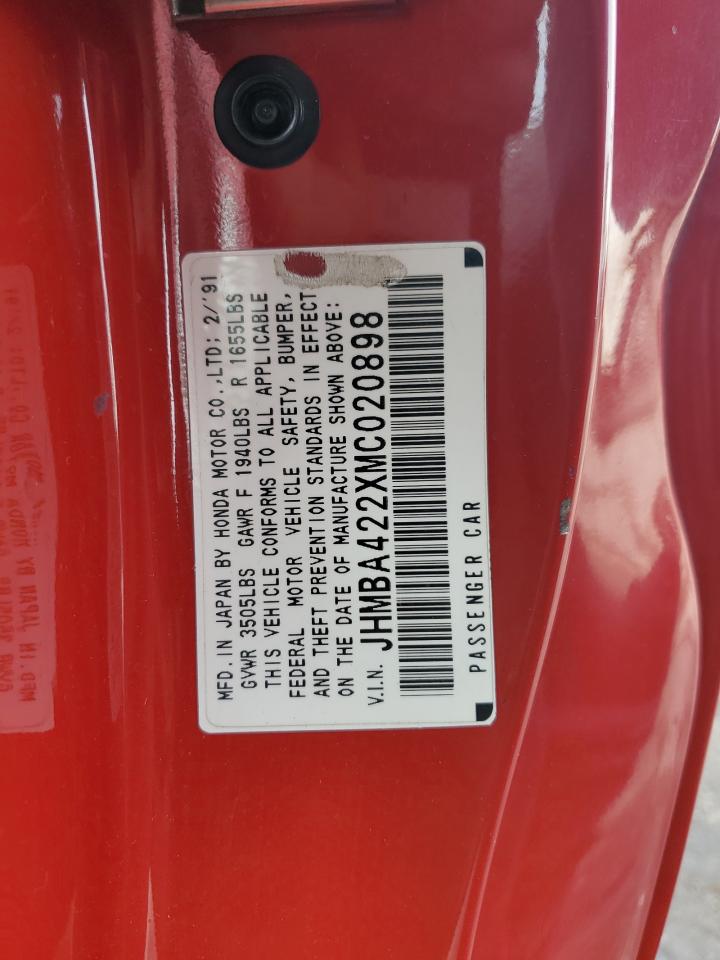 MFD. IN JAPAN BY HONDA MOTOR CO.,LTD; 2/'91
GVWR 3505LBS GAWR F 1940LBS R 1655LBS
THIS VEHICLE CONFORMS TO ALL APPLICABLE
FEDERAL MOTOR VEHICLE SAFETY, BUMPER,
AND THEFT PREVENTION STANDARDS IN EFFECT
ON THE DATE OF MANUFACTURE SHOWN ABOVE:
V.I.N. JHMBA422XMC020898
PASSENGER CAR